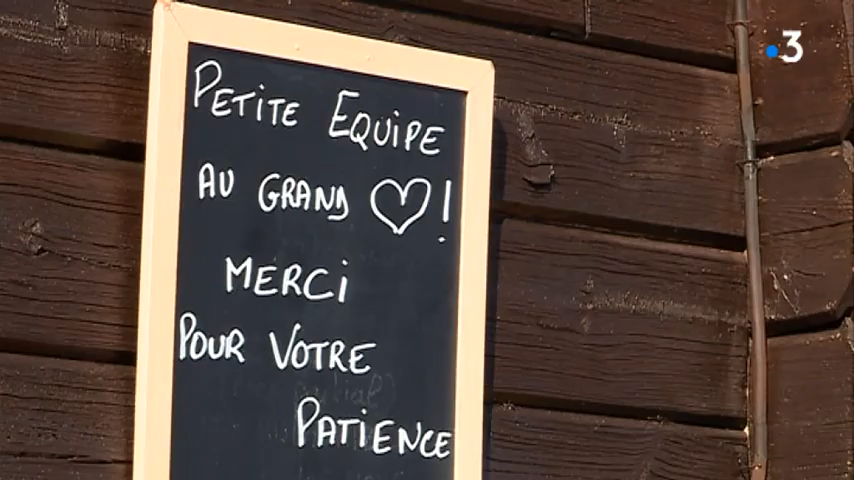 PETITE EQUIPE
AU GRAND ♡!
MERCi
POUR VOTRE
PATiENCE
3